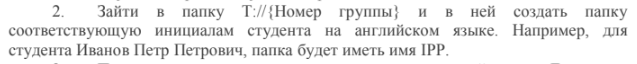 2. Зайти в папку T://{Номер группы} и в ней создать папку
соответствующую инициалам студента на английском языке. Например, для
студента Иванов Петр Петрович, папка будет иметь имя IPP.